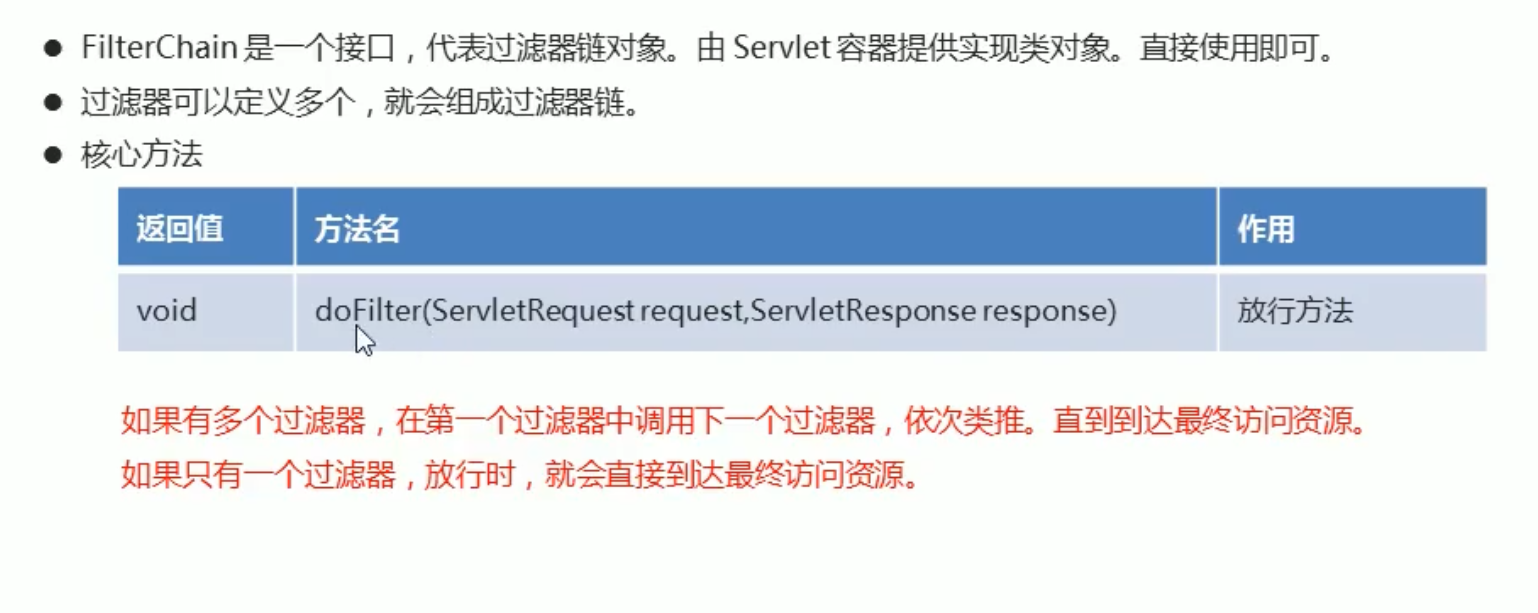 ● FilterChain 是一个接口，代表过滤器链对象。由 Servlet 容器提供实现类对象。直接使用即可。
● 过滤器可以定义多个，就会组成过滤器链。
● 核心方法
返回值 方法名 作用
void doFilter(ServletRequest request,ServletResponse response) 放行方法
如果有多个过滤器，在第一个过滤器中调用下一个过滤器，依次类推。直到到达最终访问资源。
如果只有一个过滤器，放行时，就会直接到达最终访问资源。